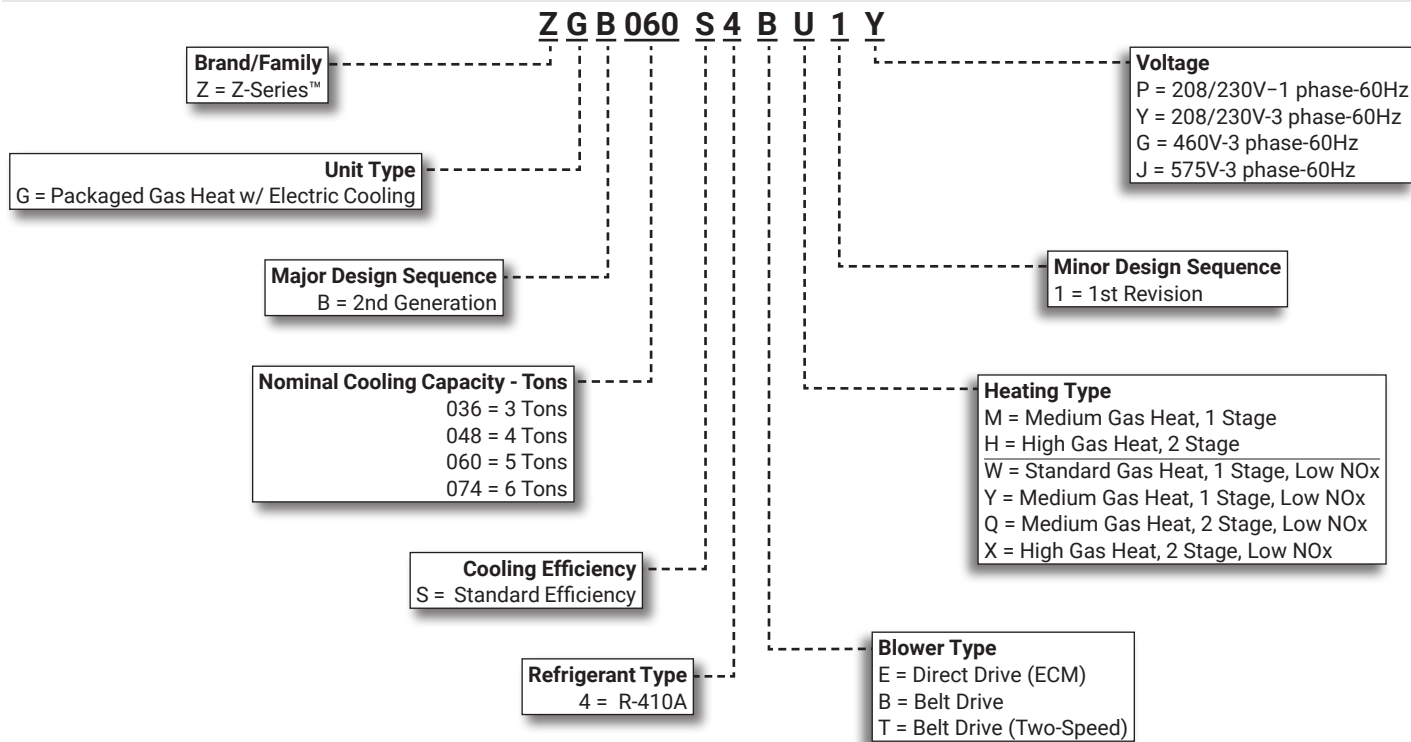 Z G B 060 S 4 B U 1 Y
Brand/Family
Z = Z-Series™
Voltage
P = 208/230V−1 phase-60Hz
Y = 208/230V-3 phase-60Hz
G = 460V-3 phase-60Hz
J = 575V-3 phase-60Hz
Unit Type
G = Packaged Gas Heat w/ Electric Cooling
Major Design Sequence
B = 2nd Generation
Minor Design Sequence
1 = 1st Revision
Nominal Cooling Capacity - Tons
036 = 3 Tons
048 = 4 Tons
060 = 5 Tons
074 = 6 Tons
Heating Type
M = Medium Gas Heat, 1 Stage
H = High Gas Heat, 2 Stage
W = Standard Gas Heat, 1 Stage, Low NOx
Y = Medium Gas Heat, 1 Stage, Low NOx
Q = Medium Gas Heat, 2 Stage, Low NOx
X = High Gas Heat, 2 Stage, Low NOx
Cooling Efficiency
S = Standard Efficiency
Refrigerant Type
4 = R-410A
Blower Type
E = Direct Drive (ECM)
B = Belt Drive
T = Belt Drive (Two-Speed)